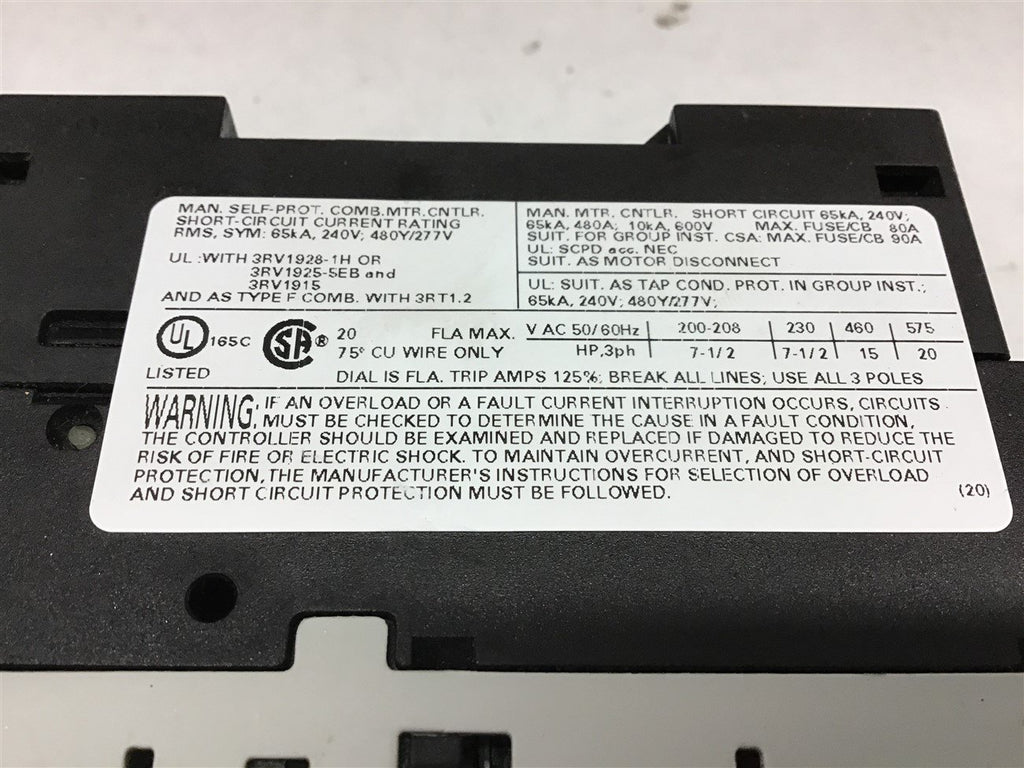 MAN. SELF-PROT. COMB.MTR.CNTLR.
SHORT-CIRCUIT CURRENT RATING
RMS, SYM: 65kA, 240V; 480Y/277V
UL :WITH 3RV1928-1H OR
3RV1925-5EB and
3RV1915
AND AS TYPE F COMB. WITH 3RT1.2
MAN. MTR. CNTLR. SHORT CIRCUIT 65kA, 240V;
65kA, 480A; 10kA, 600V MAX. FUSE/CB 80A
SUIT. FOR GROUP INST. CSA: MAX. FUSE/CB 90A
UL: SCPD acc. NEC
SUIT. AS MOTOR DISCONNECT
UL: SUIT. AS TAP COND. PROT. IN GROUP INST.;
65kA, 240V; 480Y/277V;
UL 165C SA ® 20 FLA MAX. V AC 50/60Hz 200-208 230 460 575
LISTED 75° CU WIRE ONLY HP,3ph 7-1/2 7-1/2 15 20
DIAL IS FLA. TRIP AMPS 125%; BREAK ALL LINES; USE ALL 3 POLES
WARNING: IF AN OVERLOAD OR A FAULT CURRENT INTERRUPTION OCCURS, CIRCUITS
MUST BE CHECKED TO DETERMINE THE CAUSE IN A FAULT CONDITION,
THE CONTROLLER SHOULD BE EXAMINED AND REPLACED IF DAMAGED TO REDUCE THE
RISK OF FIRE OR ELECTRIC SHOCK. TO MAINTAIN OVERCURRENT, AND SHORT-CIRCUIT
PROTECTION, THE MANUFACTURER'S INSTRUCTIONS FOR SELECTION OF OVERLOAD
AND SHORT CIRCUIT PROTECTION MUST BE FOLLOWED. (20)